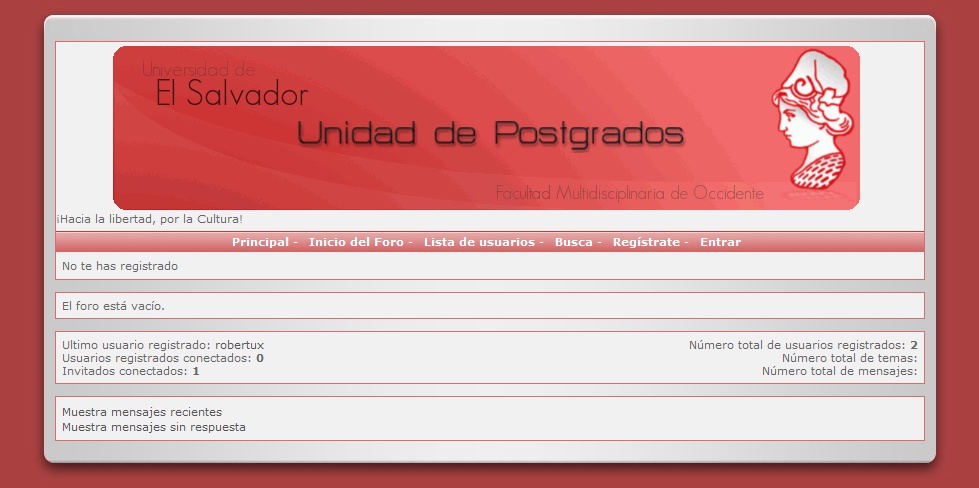 Universidad de
El Salvador
Unidad de Postgrados
Facultad Multidisciplinaria de Occidente
¡Hacia la libertad, por la Cultura!
Principal - Inicio del Foro - Lista de usuarios - Busca - Regístrate - Entrar
No te has registrado
El foro está vacío.
Ultimo usuario registrado: robertux
Número total de usuarios registrados: 2
Usuarios registrados conectados: 0
Número total de temas:
Invitados conectados: 1
Número total de mensajes:
Muestra mensajes recientes
Muestra mensajes sin respuesta